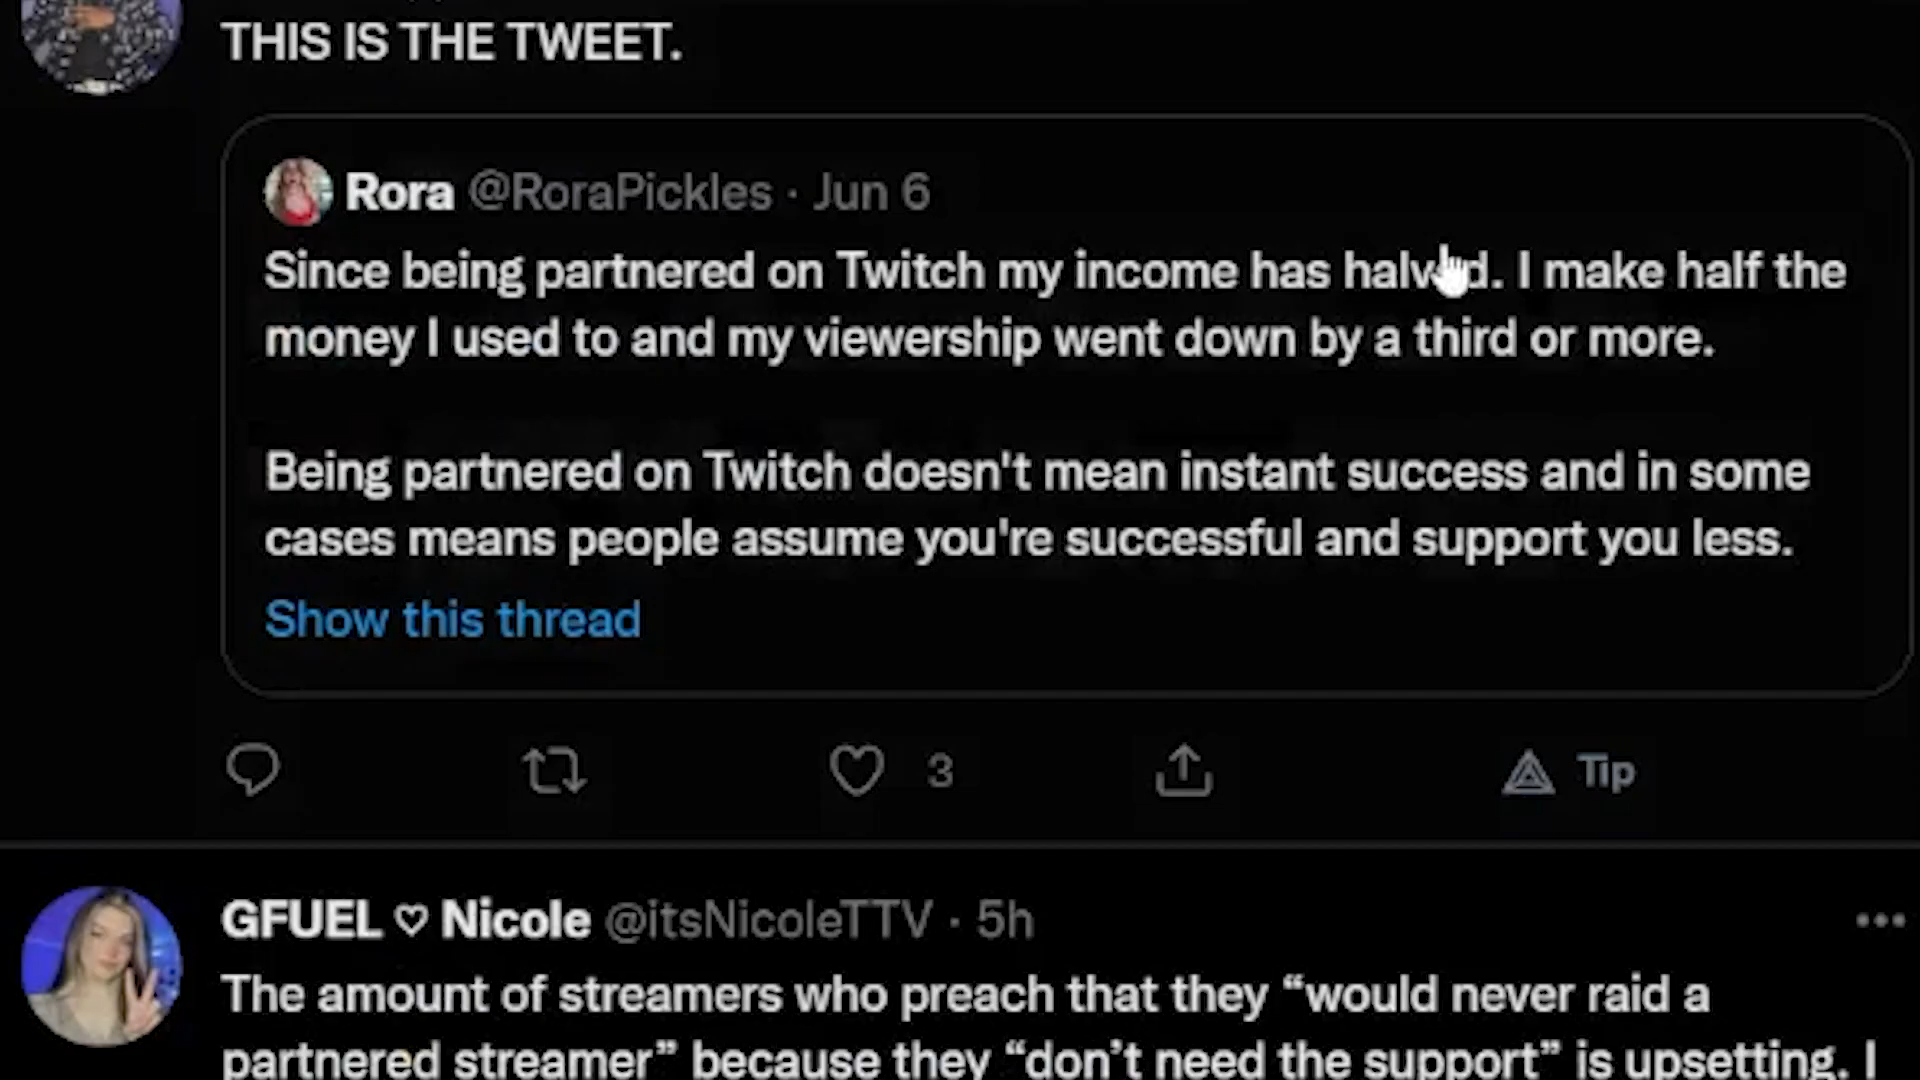 THIS IS THE TWEET.
Rora @RoraPickles · Jun 6
Since being partnered on Twitch my income has halved. I make half the
money I used to and my viewership went down by a third or more.
Being partnered on Twitch doesn't mean instant success and in some
cases means people assume you're successful and support you less.
Show this thread
3 Tip
GFUEL ♡ Nicole @itsNicoleTTV · 5h
The amount of streamers who preach that they “would never raid a
partnered streamer” because they “don’t need the support” is upsetting. I